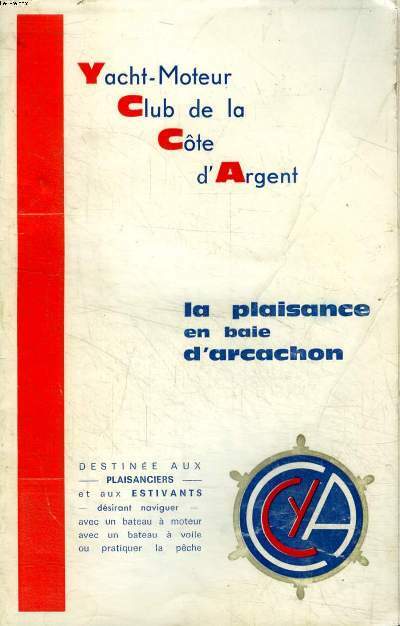 Yacht-Moteur
Club de la
Côte
d'Argent
la plaisance
en baie
d'arcachon
DESTINÉE AUX
— PLAISANCIERS —
et aux ESTIVANTS
— désirant naviguer —
avec un bateau à moteur
avec un bateau à voile
ou pratiquer la pêche
CYCA